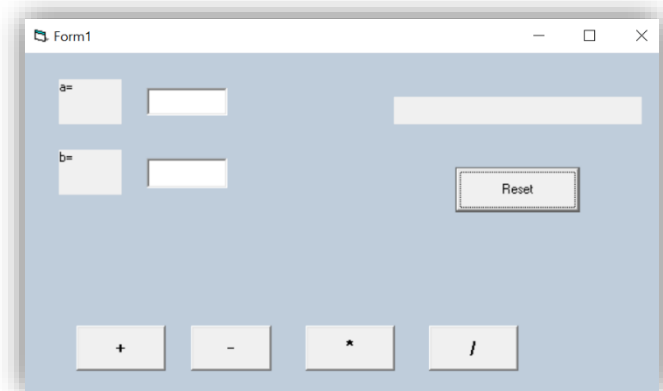 Form1
a=
b=
Reset
+ - * /